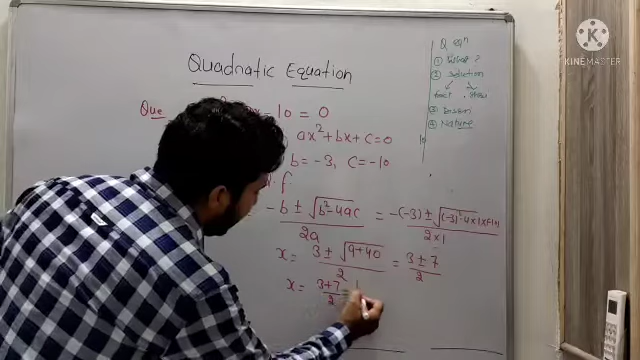 Quadratic Equation
Que - 10 = 0
ax² + bx + c = 0
b = -3, c = -10
-b ± √b²-4ac / 2a = -(-3) ± √(-3)²-4×1× / 2×1
x = 3 ± √9+40 / 2 = 3 ± 7 / 2
x = 3+7 / 2 = 1
Q eqn
① What ?
② Solution
fact
③
④ Nature
KINEMASTER